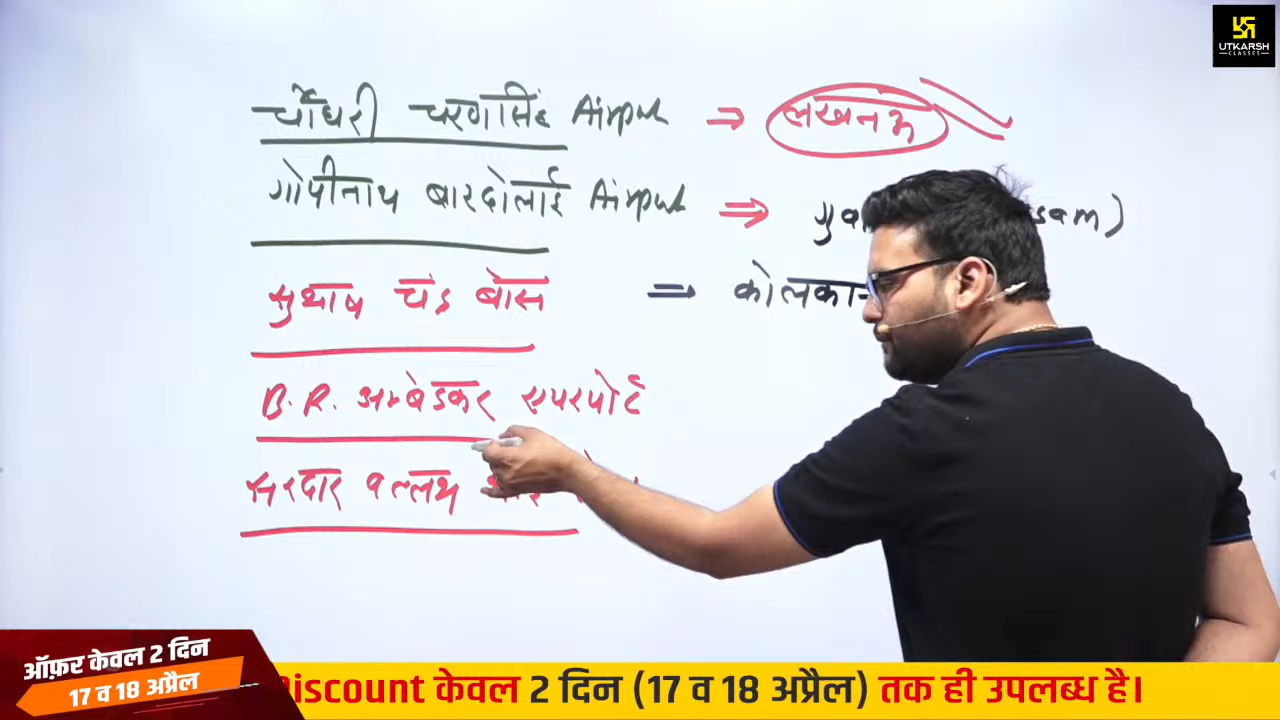 UTKARSH
CLASSES
चौधरी चरणसिंह Airport → लखनऊ
गोपीनाथ बारदोलाई Airport ⇒
सुभाष चंद्र बोस ⇒
B.R. अम्बेडकर एयरपोर्ट
सरदार वल्लभ
ऑफ़र केवल 2 दिन
17 व 18 अप्रैल
Discount केवल 2 दिन (17 व 18 अप्रैल) तक ही उपलब्ध है।